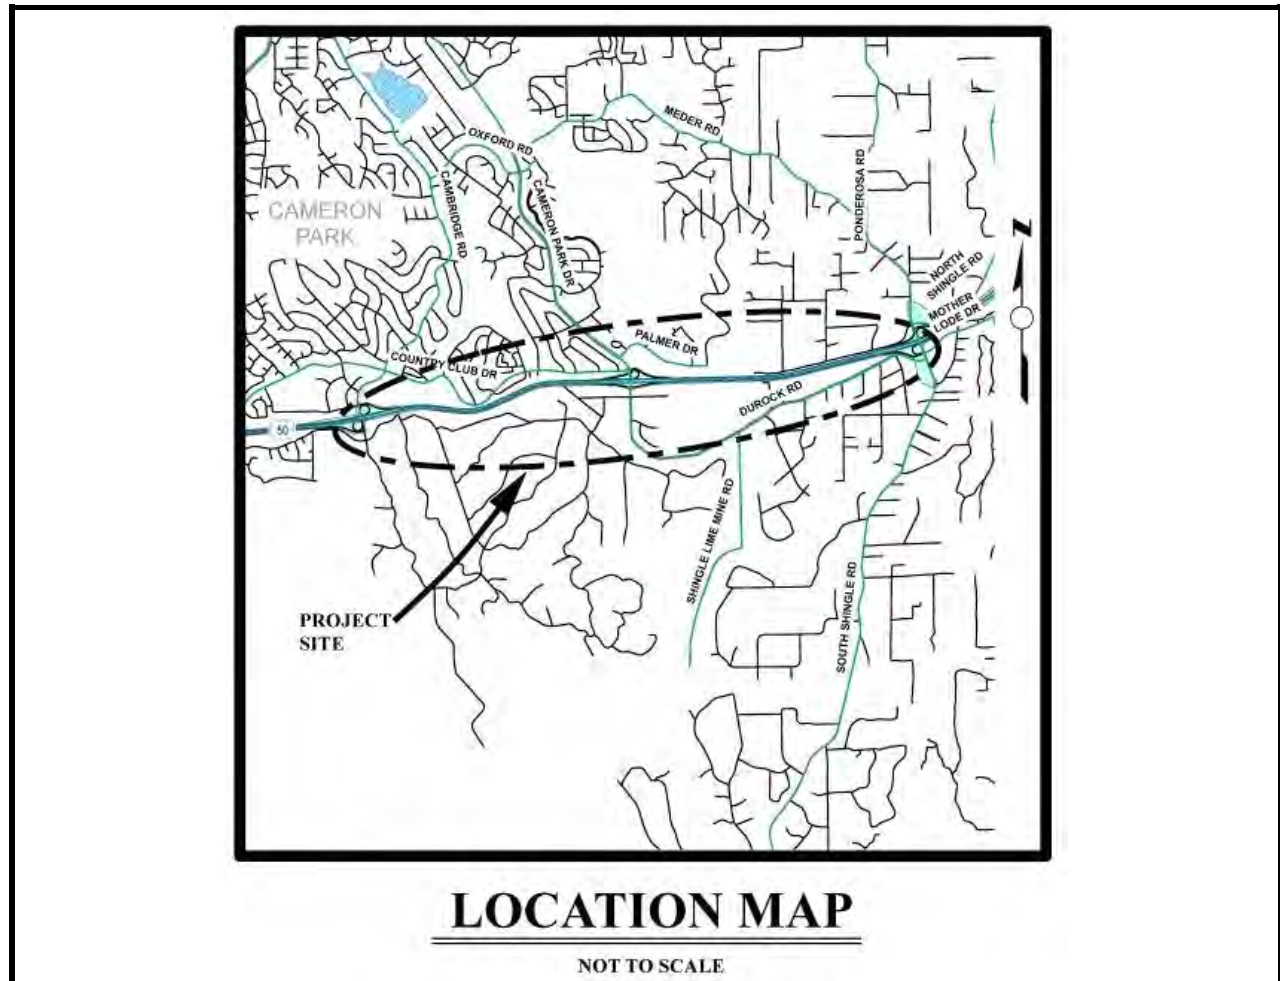 MEDER RD
OXFORD RD
CAMBRIDGE RD
CAMERON PARK DR
PONDEROSA RD
CAMERON
PARK
NORTH
SHINGLE RD
MOTHER
LODE DR
N
PALMER DR
COUNTRY CLUB DR
DUROCK RD
50
SHINGLE LIME MINE RD
SOUTH SHINGLE RD
PROJECT
SITE
LOCATION MAP
NOT TO SCALE